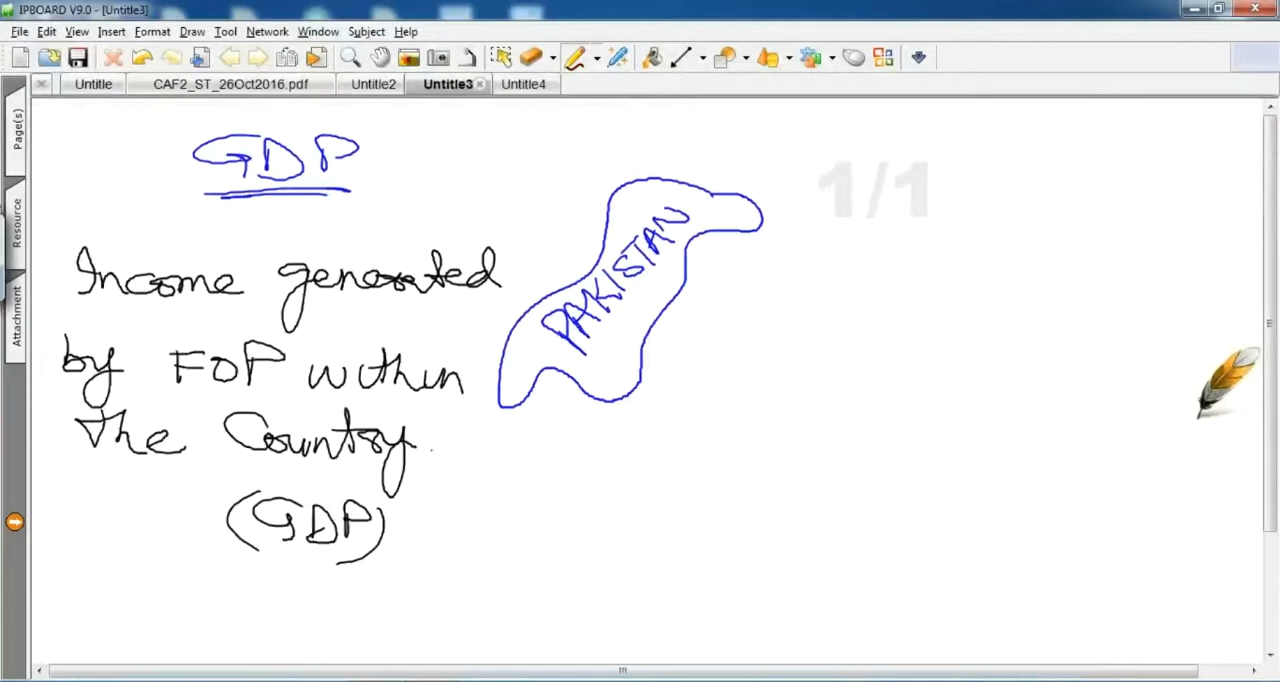 IPBOARD V9.0 - [Untitle3]
File Edit View Insert Format Draw Tool Network Window Subject Help
Untitle CAF2_ST_26Oct2016.pdf Untitle2 Untitle3 Untitle4
Page(s)
Resource
Attachment
1/1
GDP
PAKISTAN
Income generated
by FOP within
the Country.
(GDP)